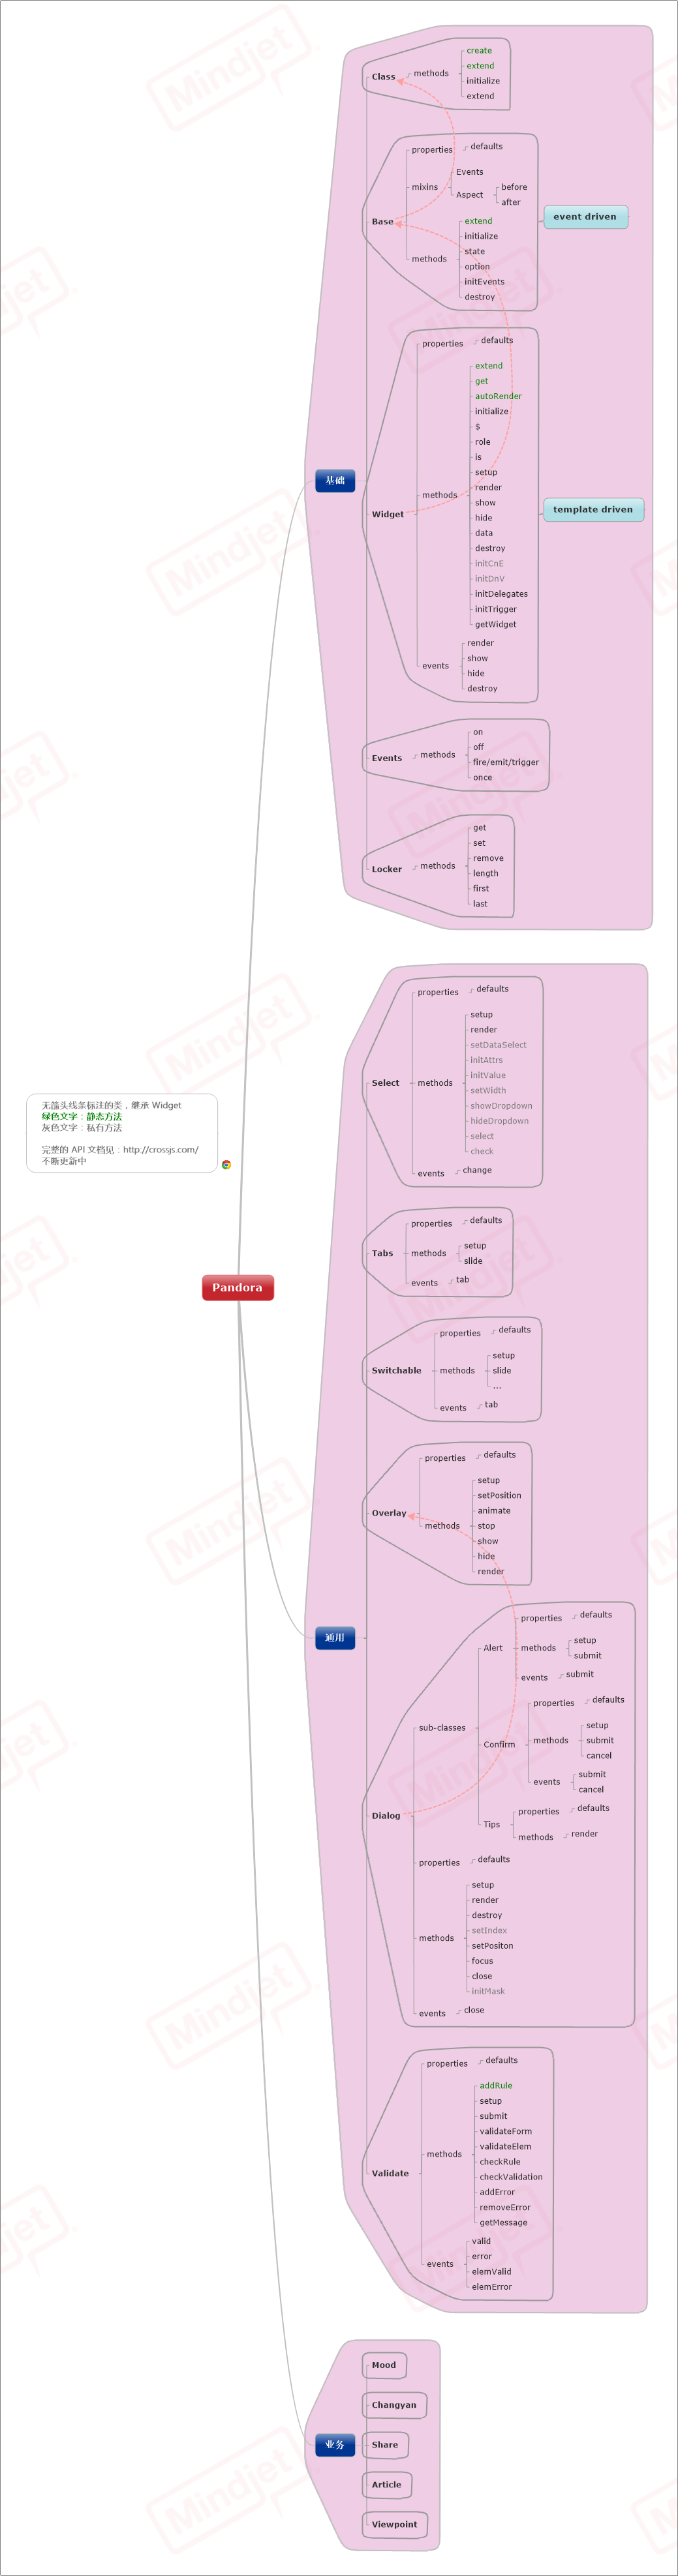 Class
methods
create
extend
initialize
extend
Base
properties
defaults
mixins
Events
Aspect
before
after
methods
extend
initialize
state
option
initEvents
destroy
event driven
基础
Widget
properties
defaults
methods
extend
get
autoRender
initialize
$
role
is
setup
render
show
hide
data
destroy
initCnE
initDnV
initDelegates
initTrigger
getWidget
events
render
show
hide
destroy
template driven
Events
methods
on
off
fire/emit/trigger
once
Locker
methods
get
set
remove
length
first
last
无箭头线条标注的类，继承 Widget
绿色文字：静态方法
灰色文字：私有方法
完整的 API 文档见：http://crossjs.com/
不断更新中
Pandora
通用
Select
properties
defaults
methods
setup
render
setDataSelect
initAttrs
initValue
setWidth
showDropdown
hideDropdown
select
check
events
change
Tabs
properties
defaults
methods
setup
slide
events
tab
Switchable
properties
defaults
methods
setup
slide
...
events
tab
Overlay
properties
defaults
methods
setup
setPosition
animate
stop
show
hide
render
Dialog
sub-classes
Alert
properties
defaults
methods
setup
submit
events
submit
Confirm
properties
defaults
methods
setup
submit
cancel
events
submit
cancel
Tips
properties
defaults
methods
render
properties
defaults
methods
setup
render
destroy
setIndex
setPositon
focus
close
initMask
events
close
Validate
properties
defaults
methods
addRule
setup
submit
validateForm
validateElem
checkRule
checkValidation
addError
removeError
getMessage
events
valid
error
elemValid
elemError
业务
Mood
Changyan
Share
Article
Viewpoint
Mindjet